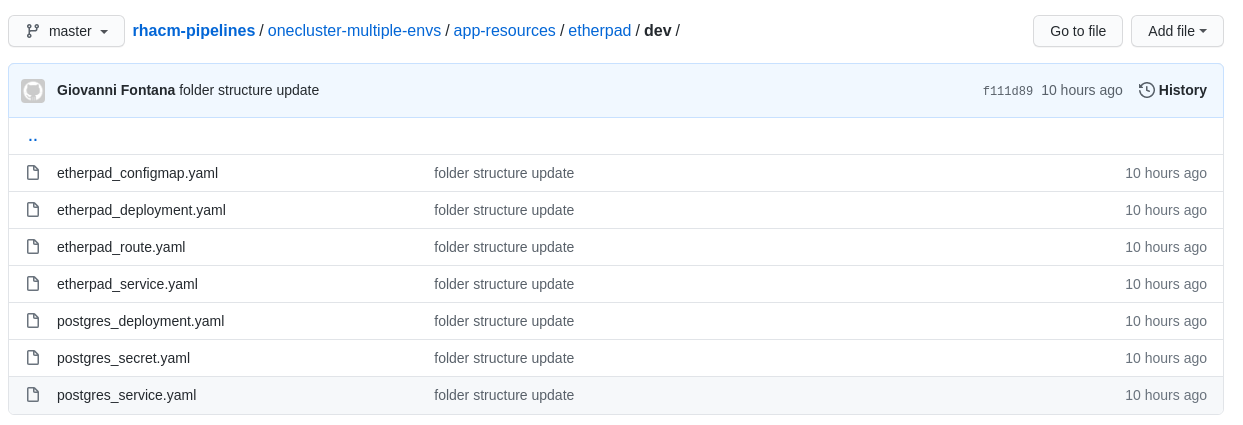 master rhacm-pipelines / onecluster-multiple-envs / app-resources / etherpad / dev / Go to file Add file
Giovanni Fontana folder structure update f111d89 10 hours ago History
..
etherpad_configmap.yaml folder structure update 10 hours ago
etherpad_deployment.yaml folder structure update 10 hours ago
etherpad_route.yaml folder structure update 10 hours ago
etherpad_service.yaml folder structure update 10 hours ago
postgres_deployment.yaml folder structure update 10 hours ago
postgres_secret.yaml folder structure update 10 hours ago
postgres_service.yaml folder structure update 10 hours ago